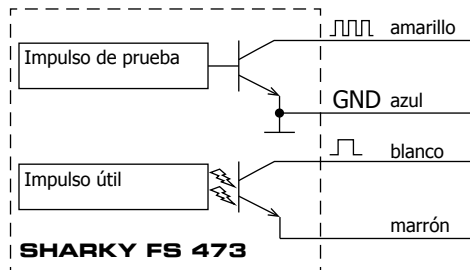 amarillo
Impulso de prueba
GND azul
blanco
Impulso útil
marrón
SHARKY FS 473